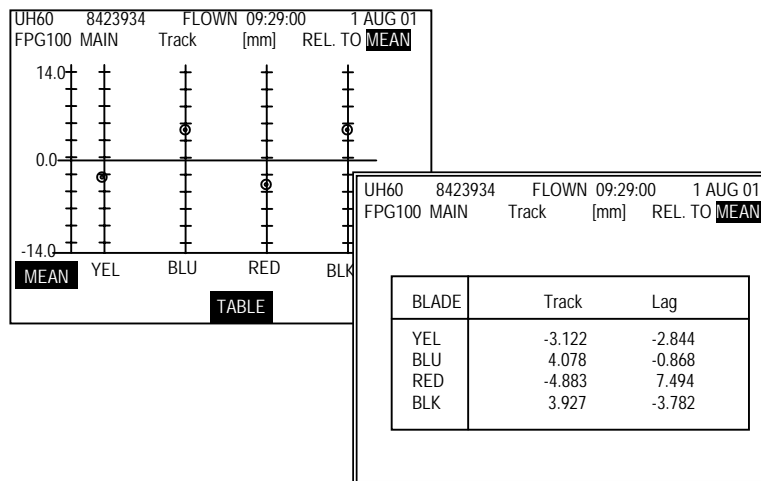 UH60 8423934 FLOWN 09:29:00 1 AUG 01
FPG100 MAIN Track [mm] REL. TO MEAN
14.0
0.0
-14.0
MEAN YEL BLU RED BLK
TABLE
UH60 8423934 FLOWN 09:29:00 1 AUG 01
FPG100 MAIN Track [mm] REL. TO MEAN
BLADE Track Lag
YEL -3.122 -2.844
BLU 4.078 -0.868
RED -4.883 7.494
BLK 3.927 -3.782